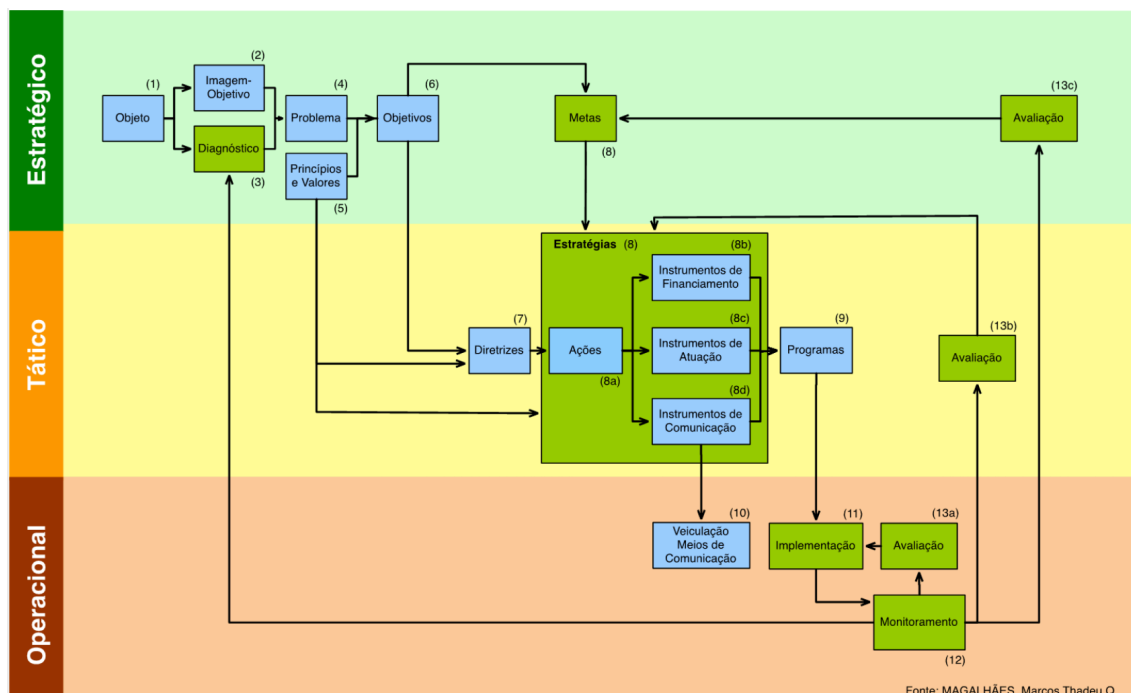 Estratégico
(1)
Objeto
(2)
Imagem-
Objetivo
Diagnóstico
(3)
(4)
Problema
Princípios
e Valores
(5)
(6)
Objetivos
Metas
(8)
(13c)
Avaliação
Tático
Estratégias (8)
(7)
Diretrizes
Ações
(8a)
(8b)
Instrumentos de
Financiamento
(8c)
Instrumentos de
Atuação
(8d)
Instrumentos de
Comunicação
(9)
Programas
(13b)
Avaliação
Operacional
(10)
Veiculação
Meios de
Comunicação
(11)
Implementação
(13a)
Avaliação
Monitoramento
(12)
Fonte: MAGALHÃES, Marcos Thadeu Q.